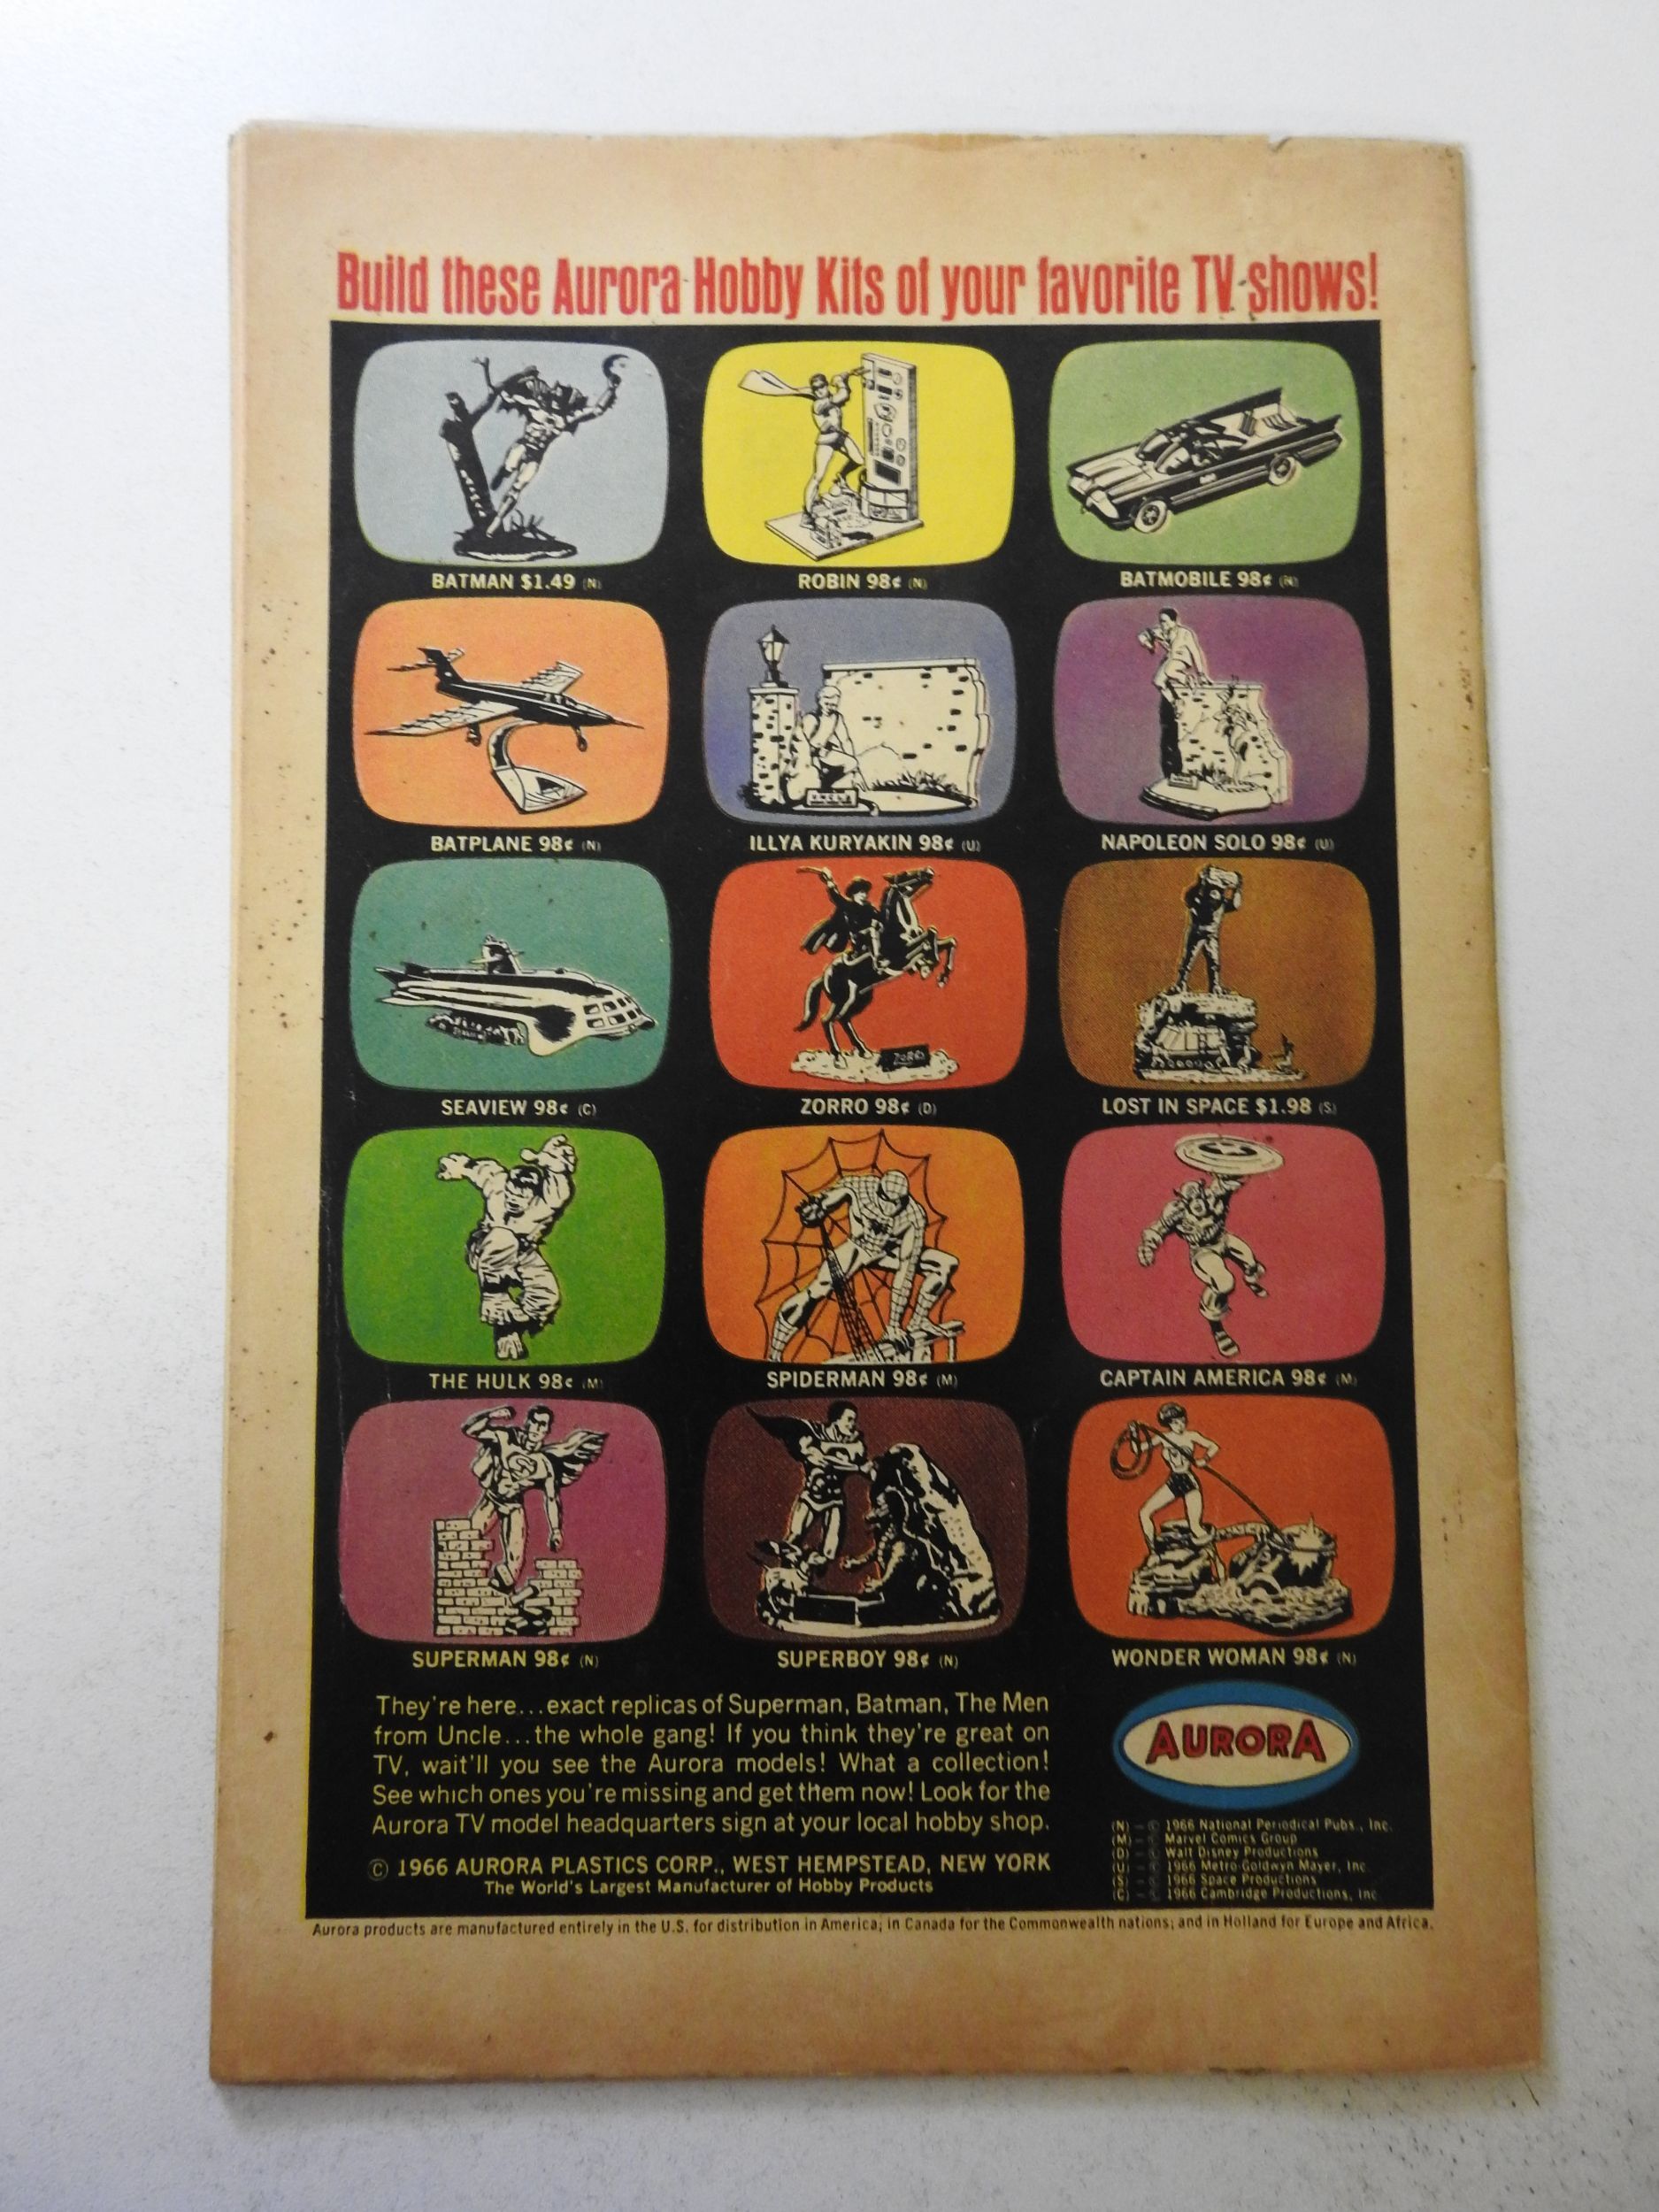 Build these Aurora Hobby Kits of your favorite TV shows!
BATMAN $1.49 (N)
ROBIN 98¢ (N)
BATMOBILE 98¢ (N)
BATPLANE 98¢ (N)
ILLYA KURYAKIN 98¢ (U)
NAPOLEON SOLO 98¢ (U)
SEAVIEW 98¢ (C)
ZORRO
ZORRO 98¢ (D)
LOST IN SPACE $1.98 (S)
THE HULK 98¢ (M)
SPIDERMAN 98¢ (M)
CAPTAIN AMERICA 98¢ (M)
SUPERMAN 98¢ (N)
SUPERBOY 98¢ (N)
WONDER WOMAN 98¢ (N)
They're here...exact replicas of Superman, Batman, The Men
from Uncle...the whole gang! If you think they're great on
TV, wait'll you see the Aurora models! What a collection!
See which ones you're missing and get them now! Look for the
Aurora TV model headquarters sign at your local hobby shop.
© 1966 AURORA PLASTICS CORP., WEST HEMPSTEAD, NEW YORK
The World's Largest Manufacturer of Hobby Products
AURORA
(N) – © 1966 National Periodical Pubs., Inc.
(M) – © Marvel Comics Group
(D) – © Walt Disney Productions
(U) – © 1966 Metro-Goldwyn Mayer, Inc.
(S) – © 1966 Space Productions
(C) – © 1966 Cambridge Productions, Inc.
Aurora products are manufactured entirely in the U.S. for distribution in America; in Canada for the Commonwealth nations; and in Holland for Europe and Africa.